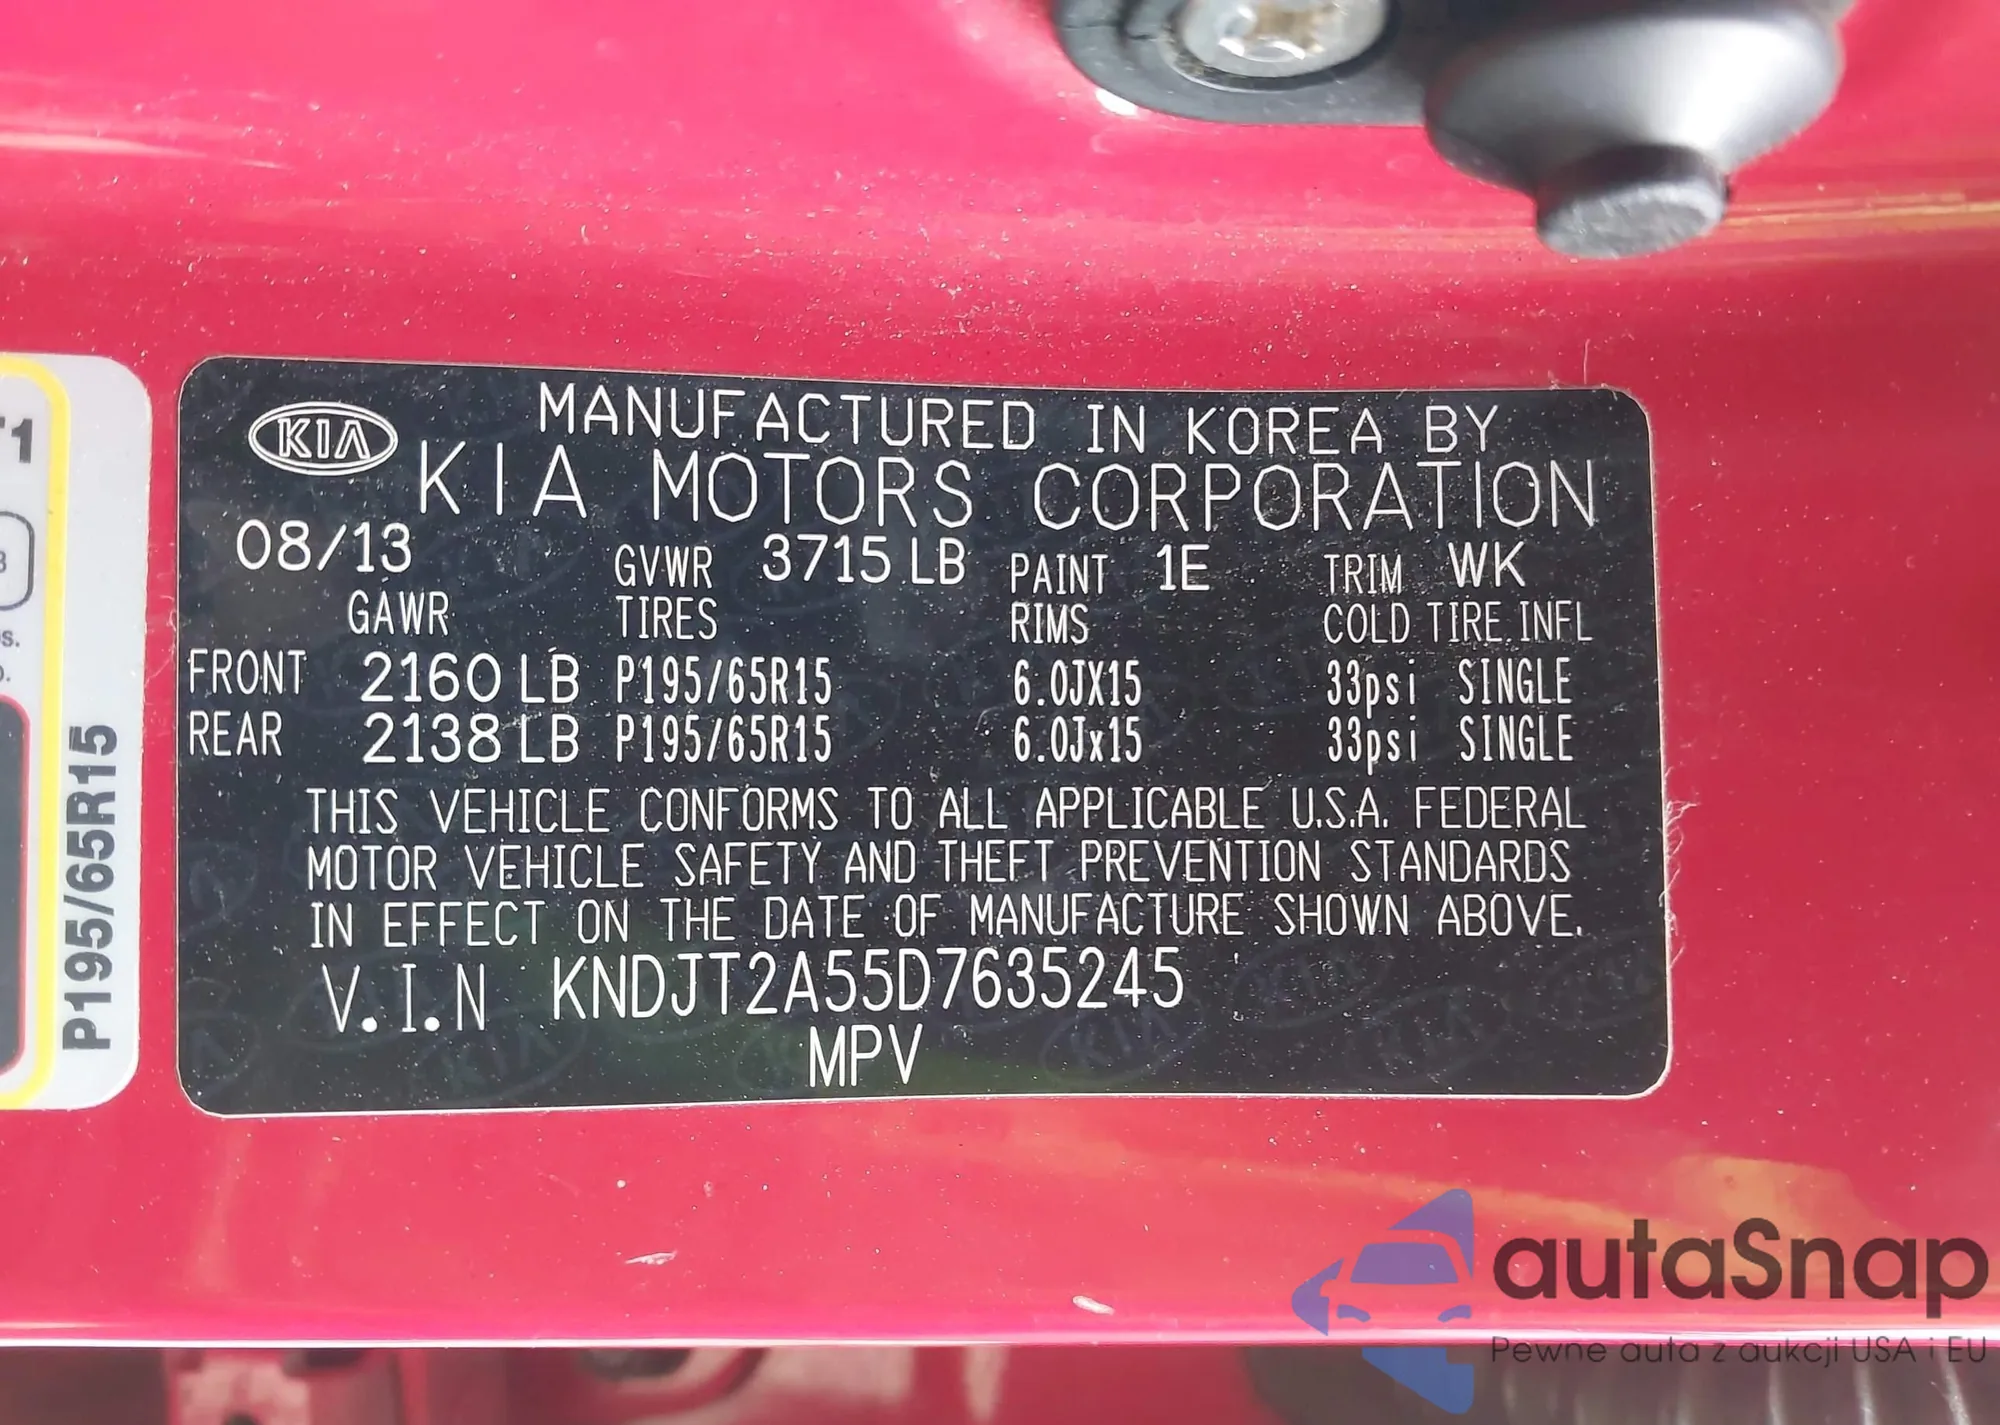 KIA
MANUFACTURED IN KOREA BY
KIA MOTORS CORPORATION
08/13 GVWR 3715 LB PAINT 1E TRIM WK
GAWR TIRES RIMS COLD TIRE INFL
FRONT 2160 LB P195/65R15 6.0JX15 33psi SINGLE
REAR 2138 LB P195/65R15 6.0Jx15 33psi SINGLE
THIS VEHICLE CONFORMS TO ALL APPLICABLE U.S.A. FEDERAL
MOTOR VEHICLE SAFETY AND THEFT PREVENTION STANDARDS
IN EFFECT ON THE DATE OF MANUFACTURE SHOWN ABOVE.
V.I.N KNDJT2A55D7635245
MPV
P195/65R15
autaSnap
Pewne auta z aukcji USA i EU